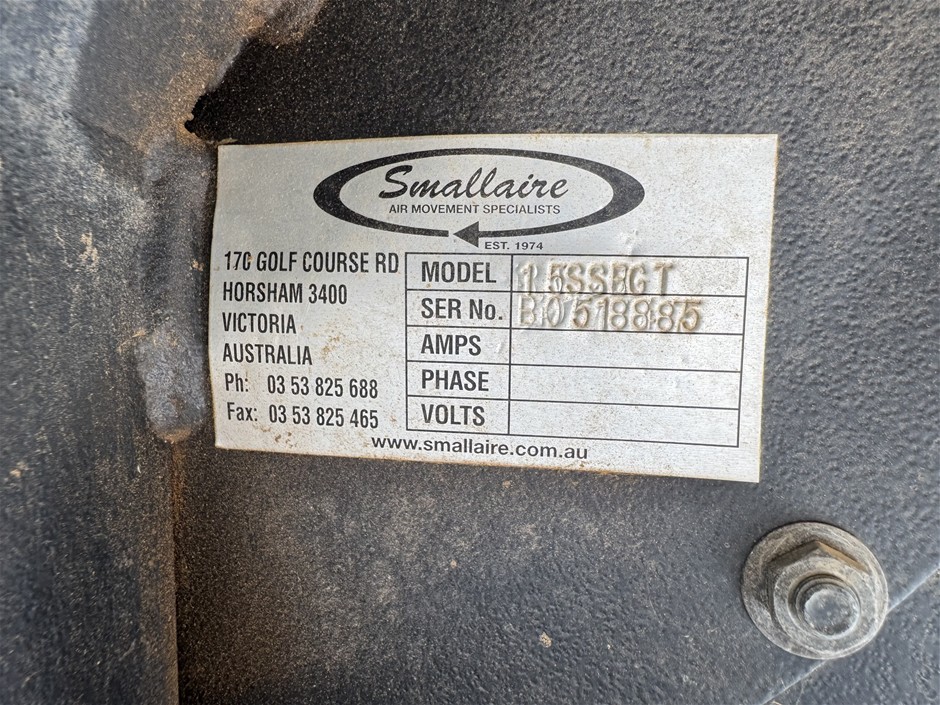 Smallaire
AIR MOVEMENT SPECIALISTS
EST. 1974
170 GOLF COURSE RD
HORSHAM 3400
VICTORIA
AUSTRALIA
Ph: 03 53 825 688
Fax: 03 53 825 465
MODEL
SER No. B0518885
AMPS
PHASE
VOLTS
www.smallaire.com.au